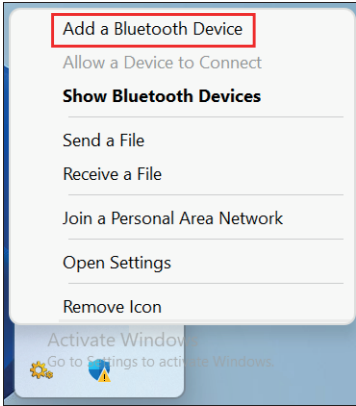 Add a Bluetooth Device
Allow a Device to Connect
Show Bluetooth Devices
Send a File
Receive a File
Join a Personal Area Network
Open Settings
Remove Icon
Activate Windows
Go to Settings to activate Windows.